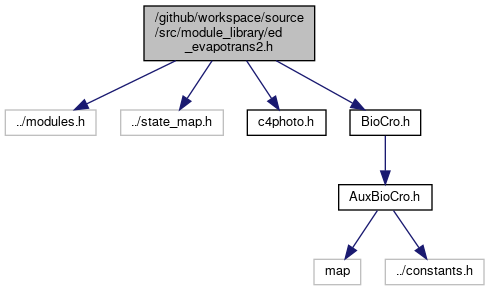 /github/workspace/source
/src/module_library/ed
_evapotrans2.h
../modules.h
../state_map.h
c4photo.h
BioCro.h
AuxBioCro.h
map
../constants.h